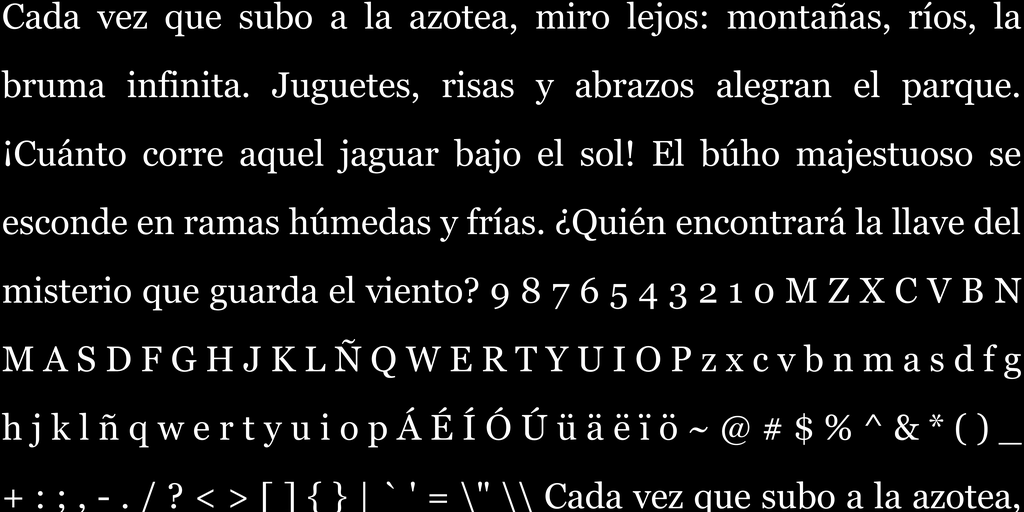 Cada vez que subo a la azotea, miro lejos: montañas, ríos, la
bruma infinita. Juguetes, risas y abrazos alegran el parque.
¡Cuánto corre aquel jaguar bajo el sol! El búho majestuoso se
esconde en ramas húmedas y frías. ¿Quién encontrará la llave del
misterio que guarda el viento? 9 8 7 6 5 4 3 2 1 0 M Z X C V B N
M A S D F G H J K L Ñ Q W E R T Y U I O P z x c v b n m a s d f g
h j k l ñ q w e r t y u i o p Á É Í Ó Ú ü ä ë ï ö ~ @ # $ % ^ & * ( ) _
+ : ; , - . / ? < > [ ] { } | ` ' = \" \\ Cada vez que subo a la azotea,